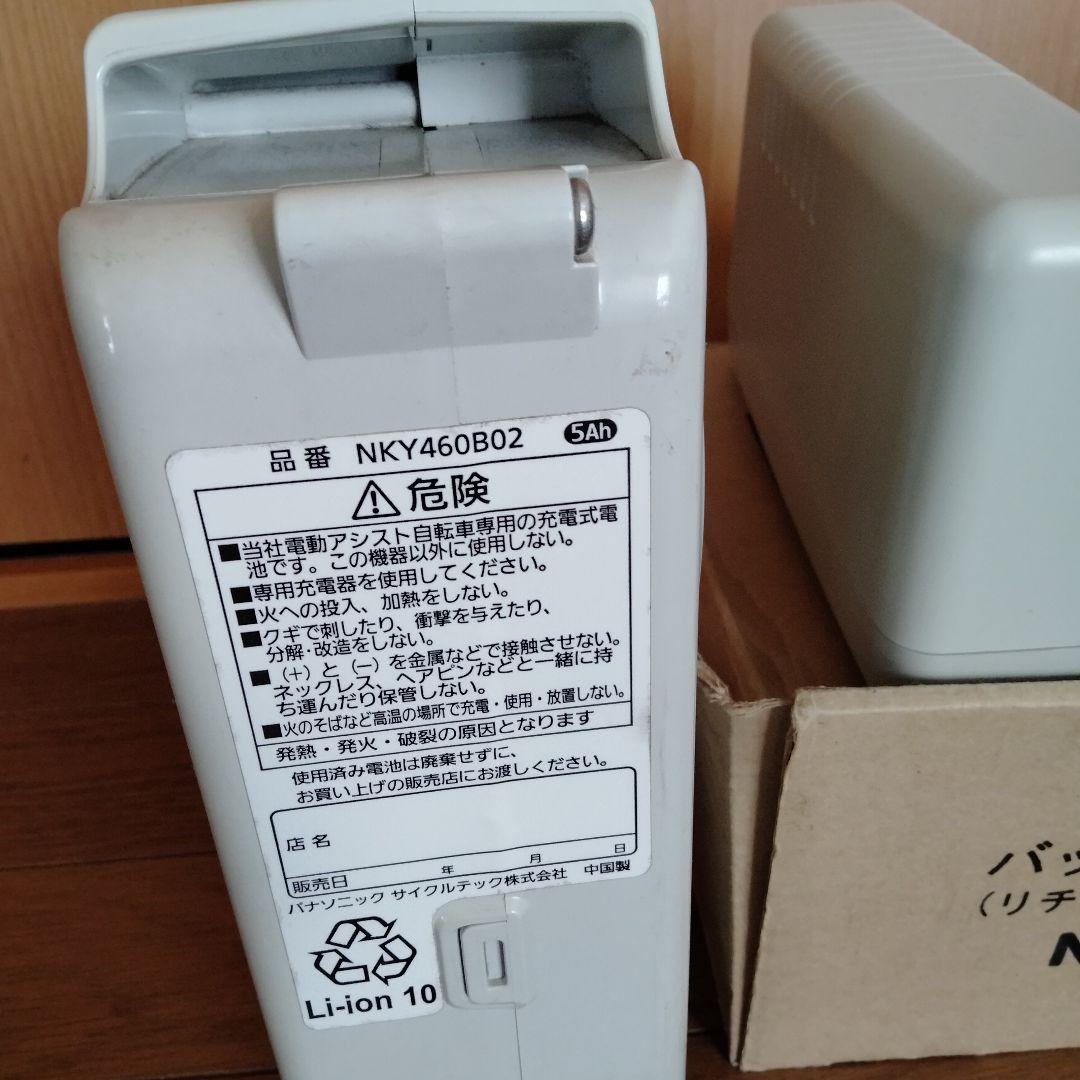 品番 NKY460B02 5Ah
危険
■当社電動アシスト自転車専用の充電式電
池です。この機器以外に使用しない。
■専用充電器を使用してください。
■火への投入、加熱をしない。
■クギで刺したり、衝撃を与えたり、
分解・改造をしない。
■(+)と(−)を金属などで接触させない。
ネックレス、ヘアピンなどと一緒に持
ち運んだり保管しない。
■火のそばなど高温の場所で充電・使用・放置しない。
発熱・発火・破裂の原因となります
使用済み電池は廃棄せずに、
お買い上げの販売店にお渡しください。
店名
販売日 年 月 日
パナソニック サイクルテック株式会社 中国製
Li-ion 10
バッ
(リチ
N